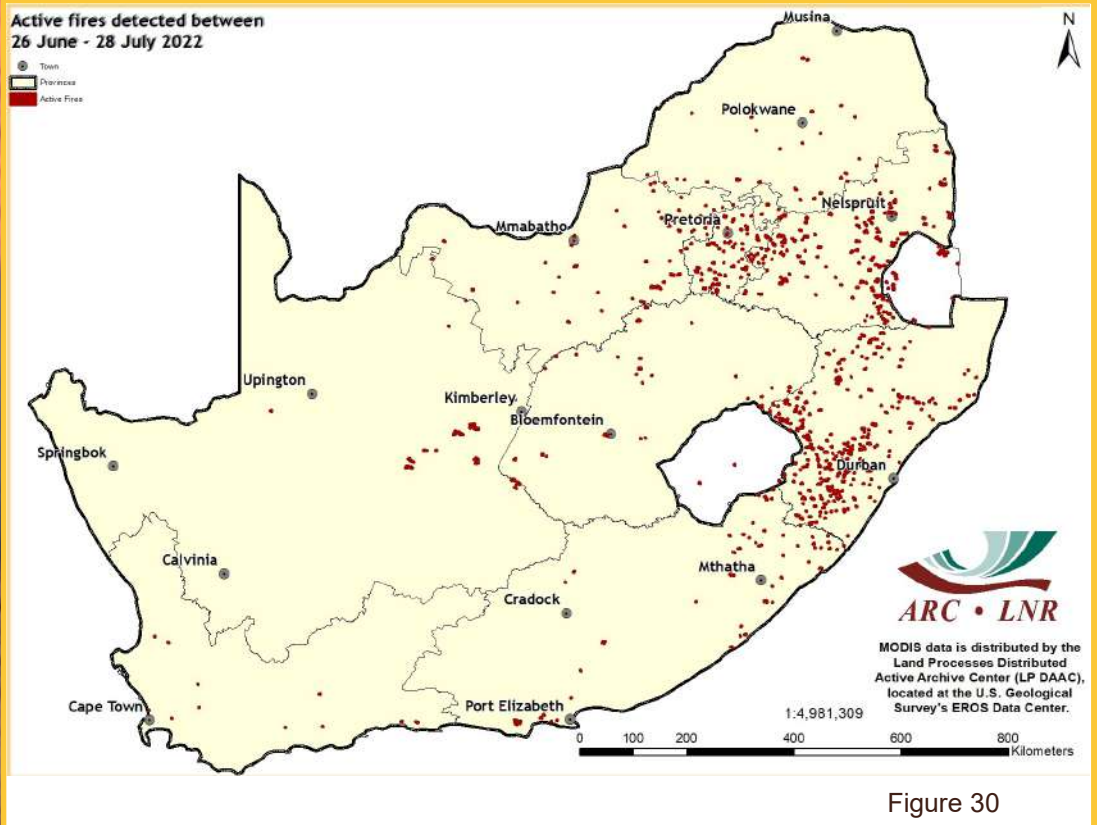 Active fires detected between
26 June - 28 July 2022
Town
Provinces
Active Fires
N
Musina
Polokwane
Nelspruit
Pretoria
Mmabatho
Upington
Kimberley
Bloemfontein
Springbok
Durban
Calvinia
Mthatha
Cradock
Cape Town
Port Elizabeth
ARC • LNR
MODIS data is distributed by the
Land Processes Distributed
Active Archive Center (LP DAAC),
located at the U.S. Geological
Survey's EROS Data Center.
1:4,981,309
0 100 200 400 600 800
Kilometers
Figure 30